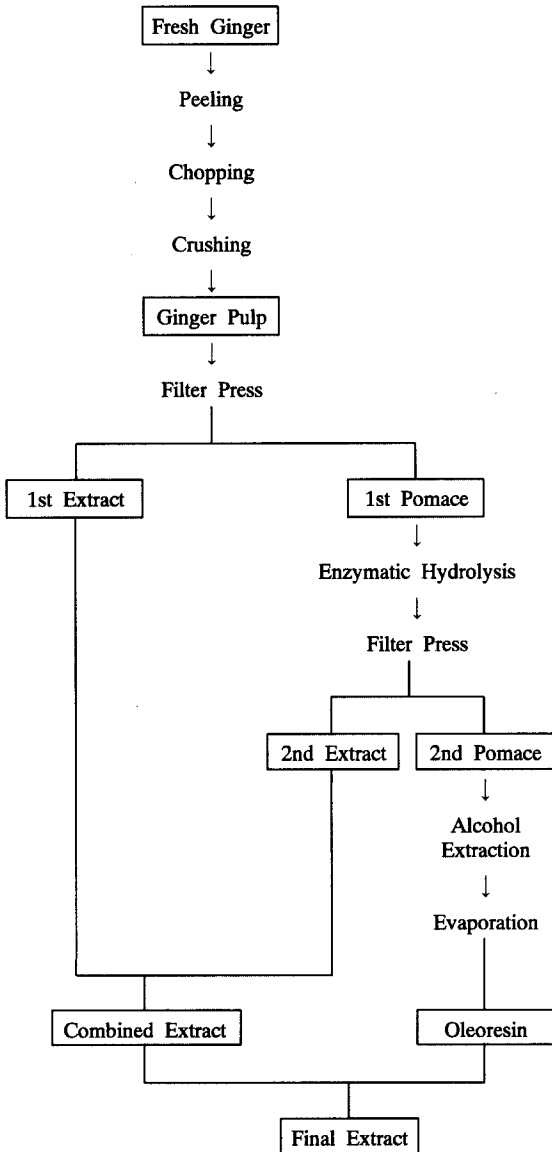 Fresh Ginger
Peeling
Chopping
Crushing
Ginger Pulp
Filter Press
1st Extract
1st Pomace
Enzymatic Hydrolysis
Filter Press
2nd Extract
2nd Pomace
Alcohol
Extraction
Evaporation
Combined Extract
Oleoresin
Final Extract